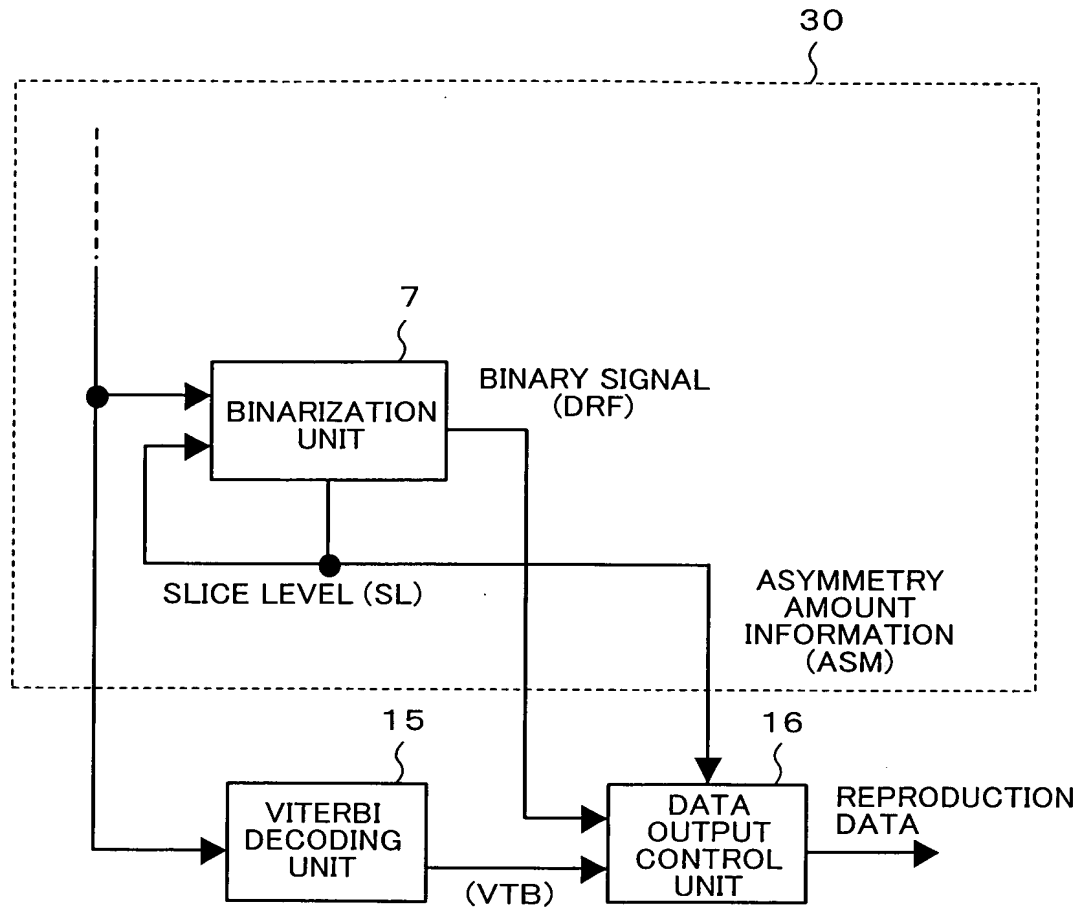 30
7
BINARIZATION
UNIT
BINARY SIGNAL
(DRF)
SLICE LEVEL (SL)
ASYMMETRY
AMOUNT
INFORMATION
(ASM)
15
VITERBI
DECODING
UNIT
(VTB)
16
DATA
OUTPUT
CONTROL
UNIT
REPRODUCTION
DATA